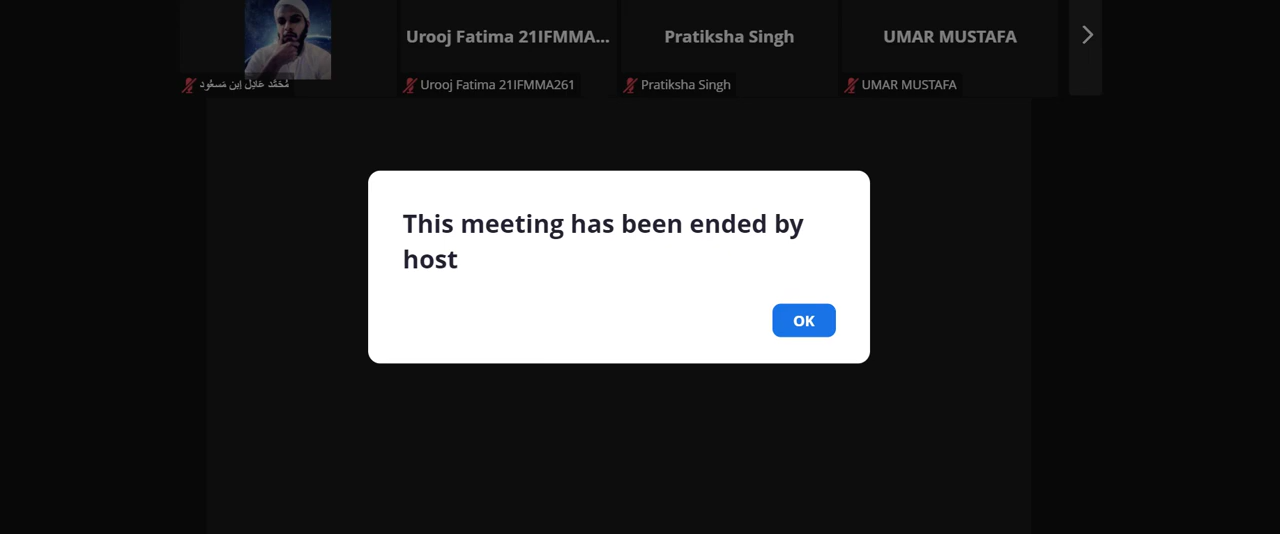 Urooj Fatima 21IFMMA...
Pratiksha Singh
UMAR MUSTAFA
مُحَمَّد عَادِل اِبن مَسعُود
Urooj Fatima 21IFMMA261
Pratiksha Singh
UMAR MUSTAFA
This meeting has been ended by
host
OK